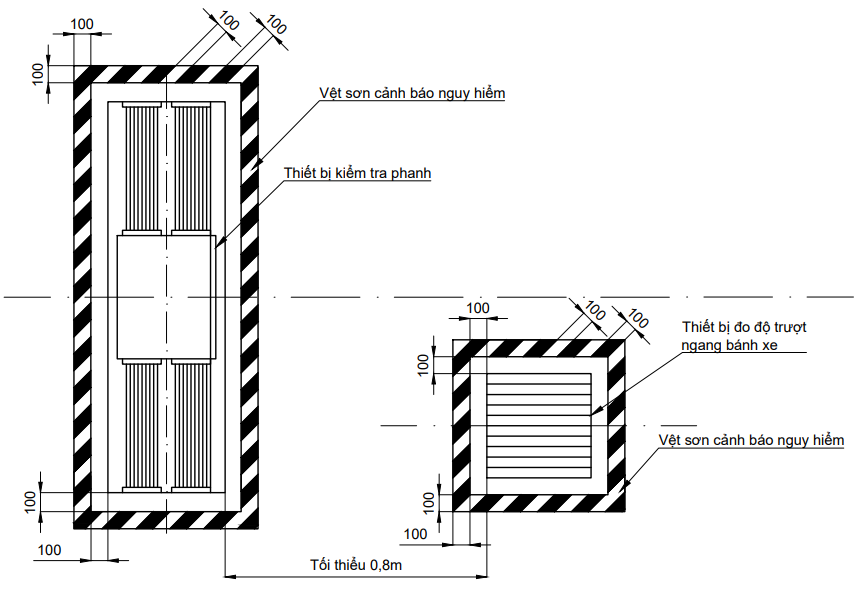 100
100
100
100
Vệt sơn cảnh báo nguy hiểm
Thiết bị kiểm tra phanh
100
100
100
100
Thiết bị đo độ trượt
ngang bánh xe
Vệt sơn cảnh báo nguy hiểm
100
100
100
100
Tối thiểu 0,8m